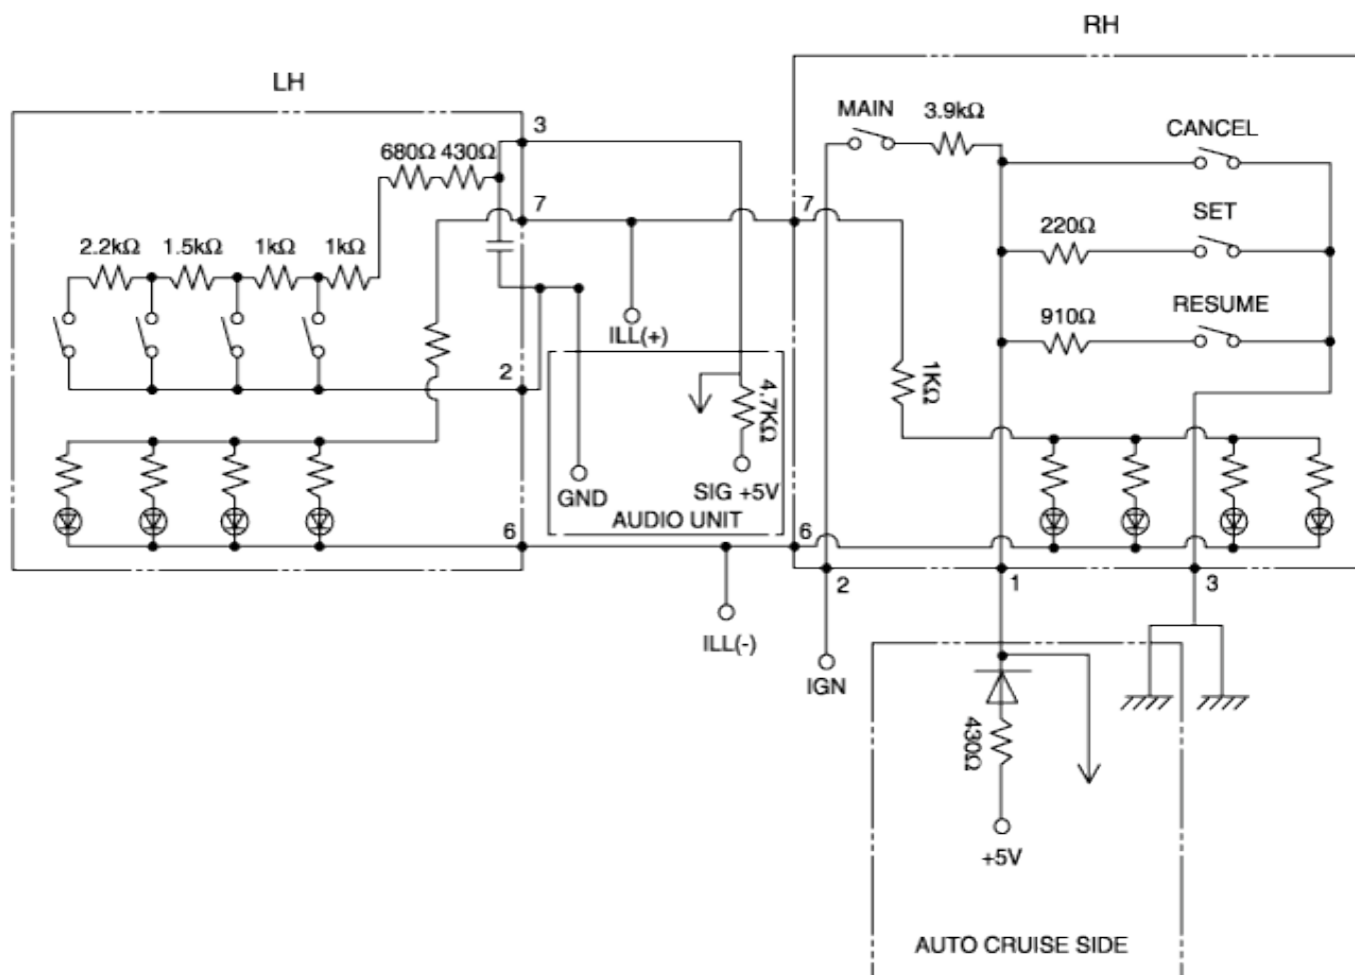 RH
LH
MAIN
3.9kΩ
CANCEL
3
680Ω 430Ω
7
7
SET
2.2kΩ 1.5kΩ 1kΩ 1kΩ
220Ω
RESUME
910Ω
ILL(+)
2
4.7KΩ
1KΩ
GND
SIG +5V
AUDIO UNIT
6
6
2
1
3
ILL(-)
IGN
430Ω
+5V
AUTO CRUISE SIDE